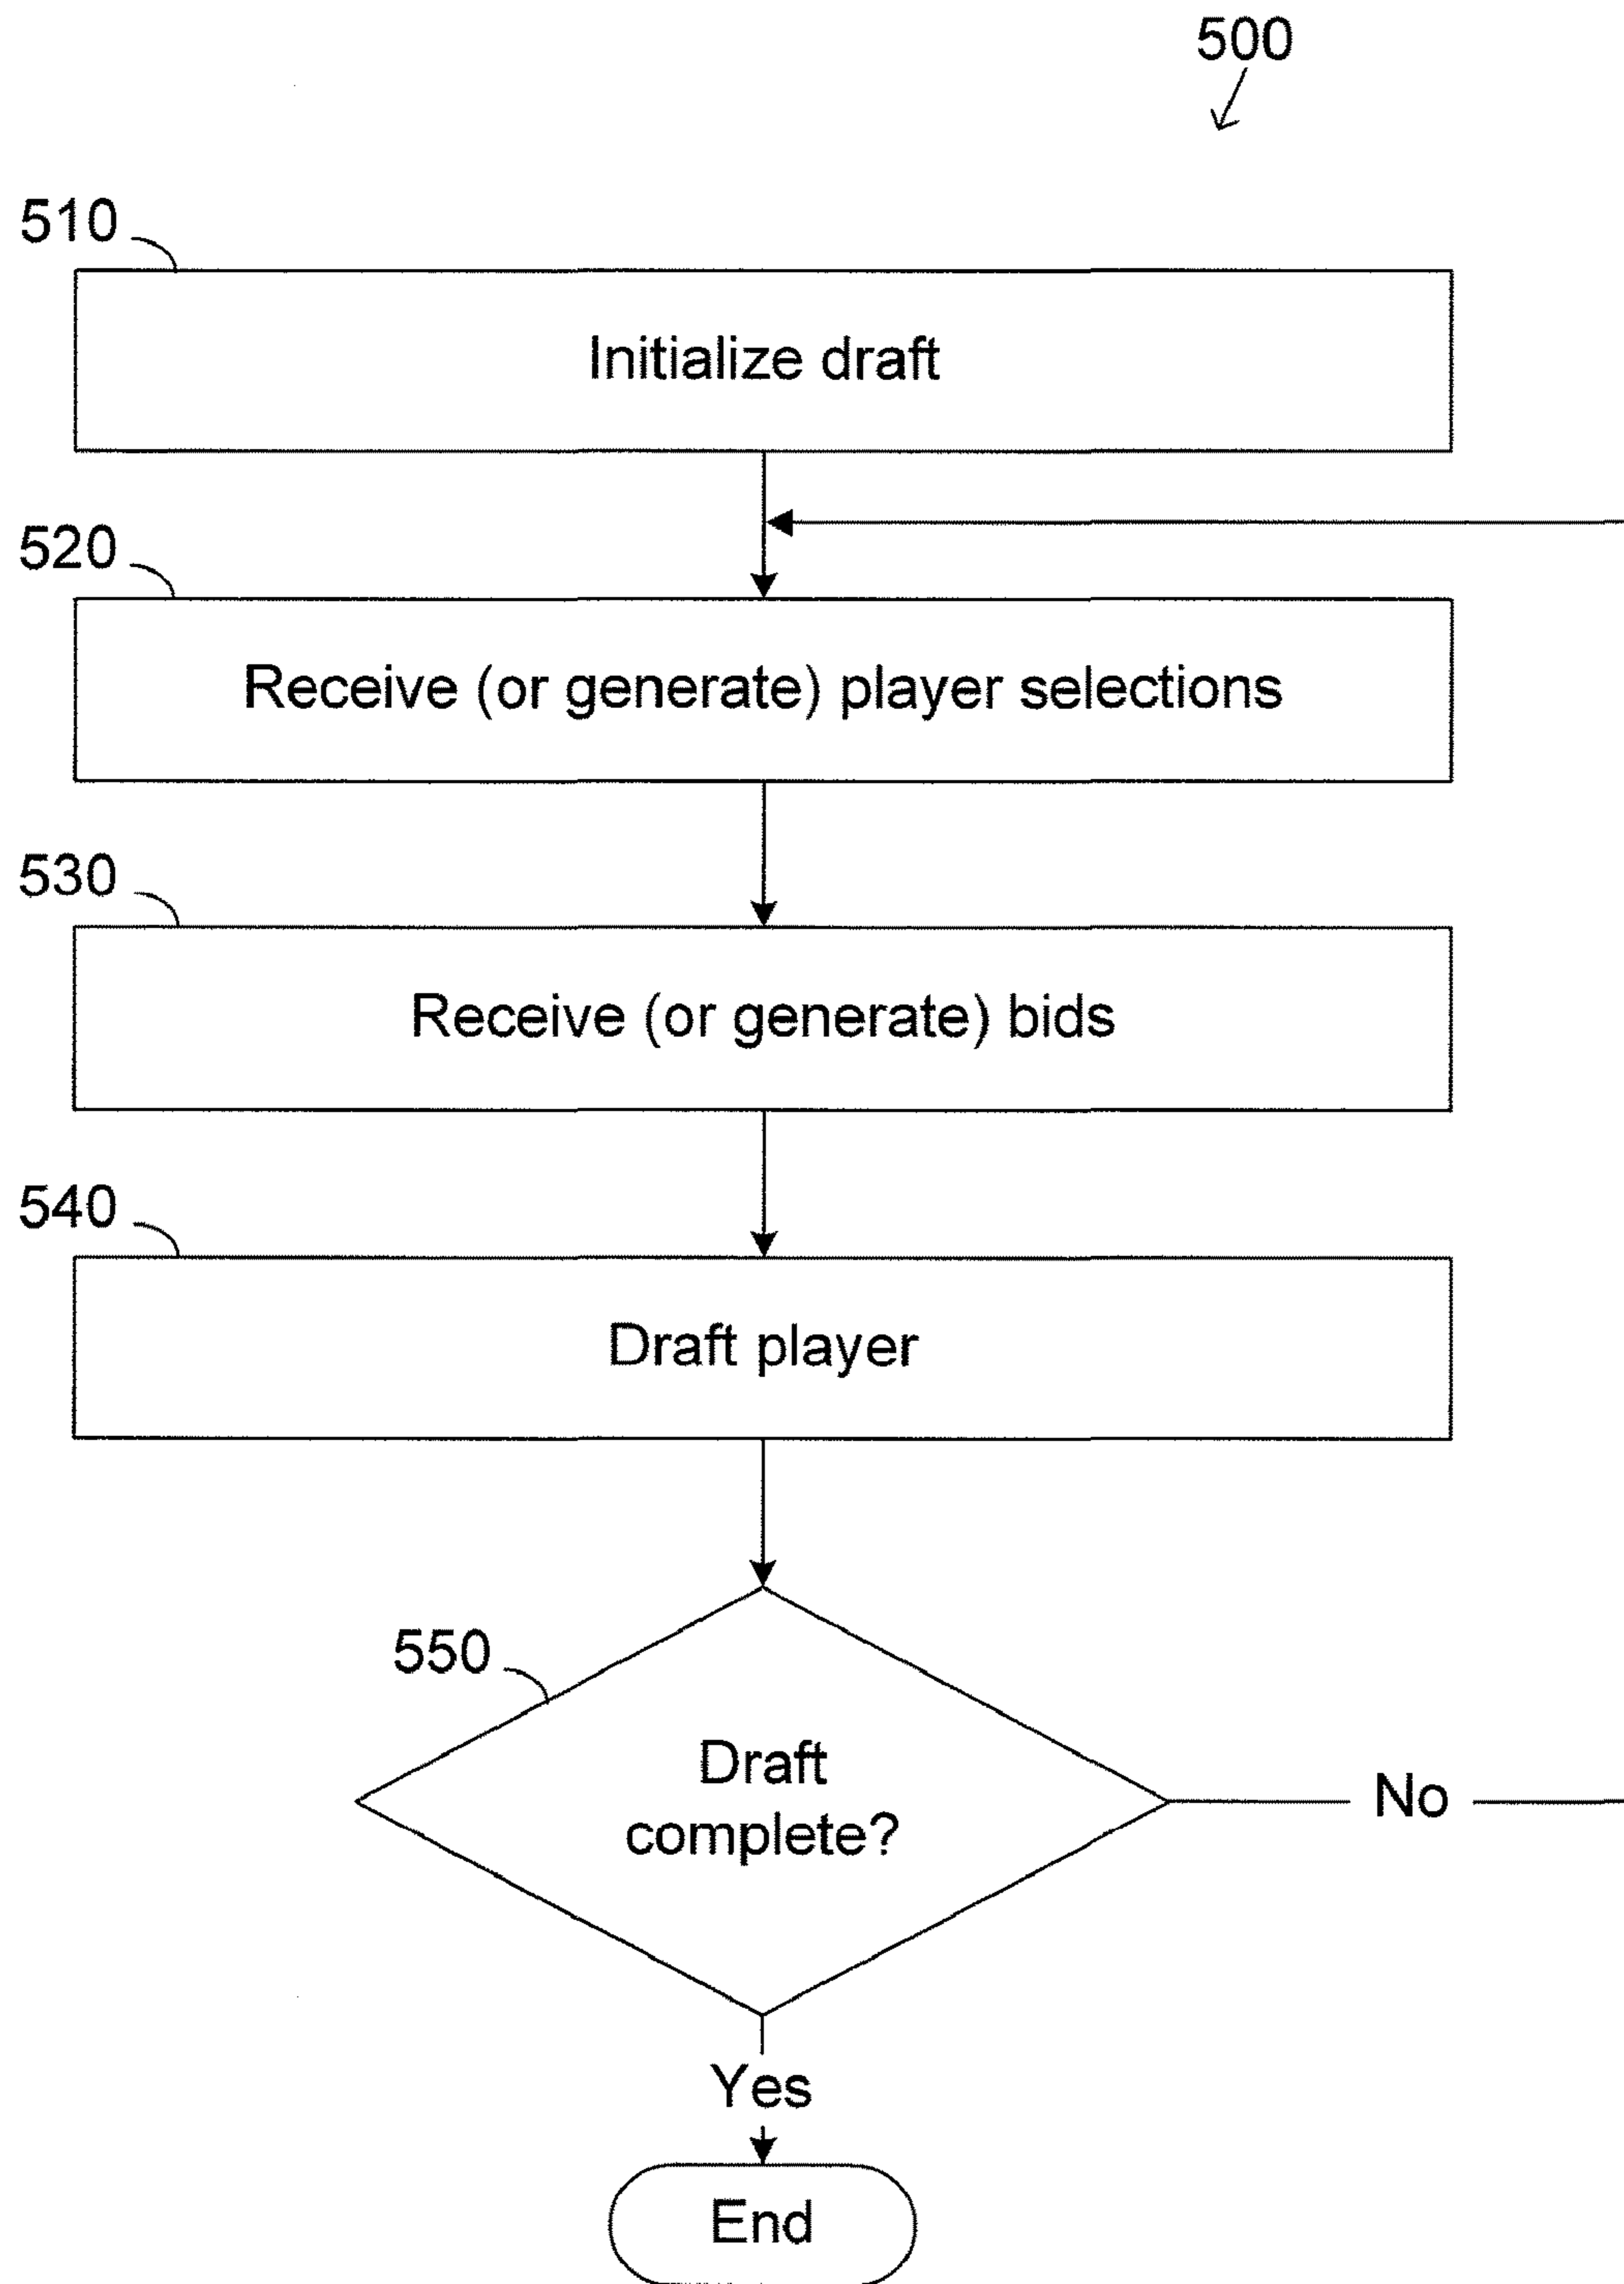 500
510
Initialize draft
520
Receive (or generate) player selections
530
Receive (or generate) bids
540
Draft player
550
Draft
complete?
No
Yes
End